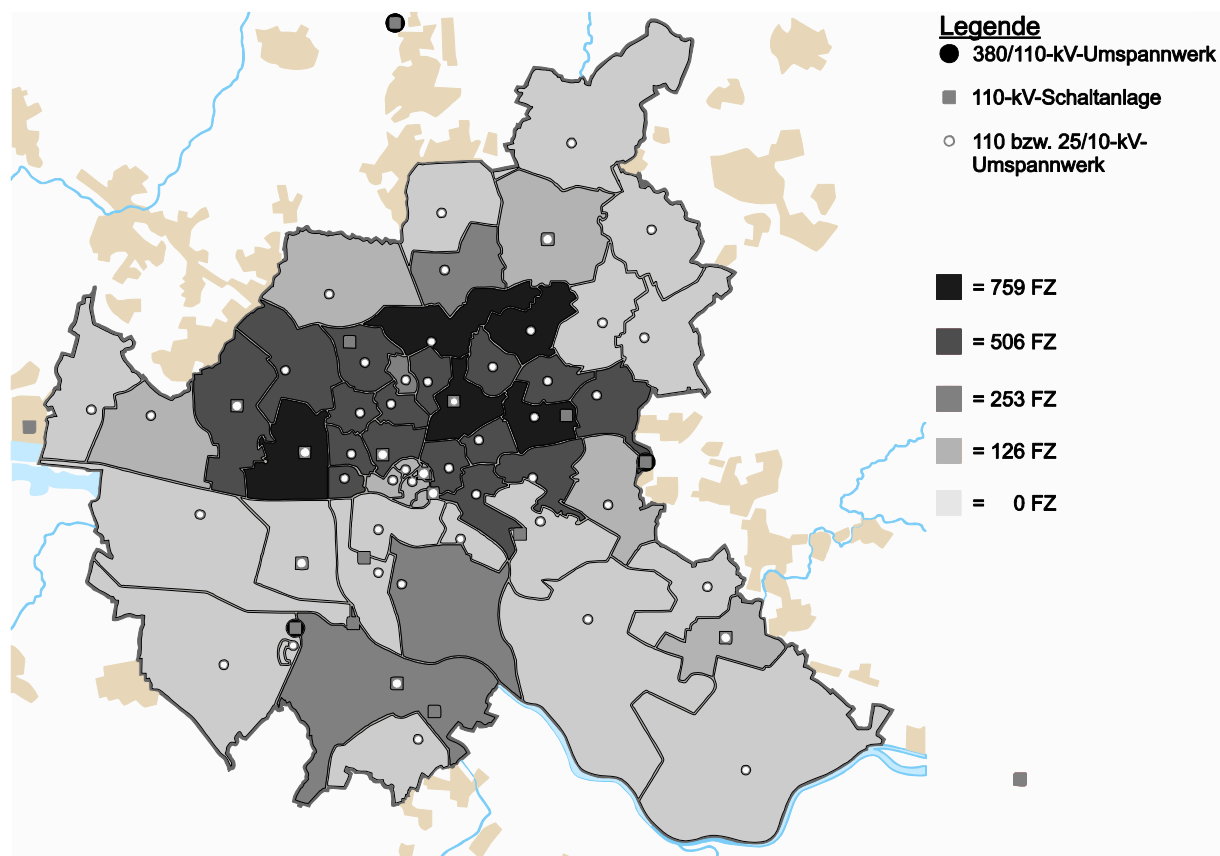 Legende
380/110-kV-Umspannwerk
110-kV-Schaltanlage
110 bzw. 25/10-kV-
Umspannwerk
= 759 FZ
= 506 FZ
= 253 FZ
= 126 FZ
= 0 FZ